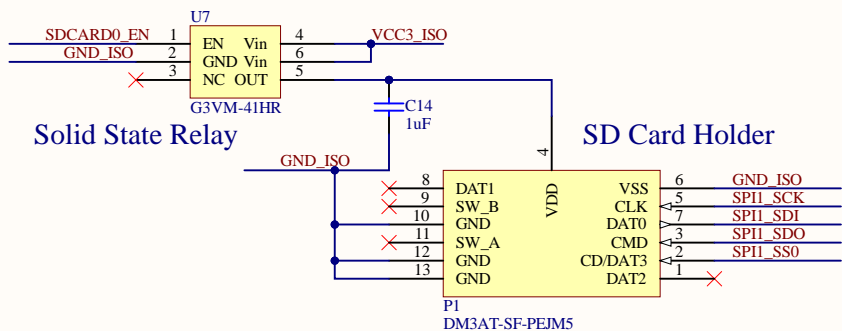 U7
SDCARD0_EN 1 EN Vin 4 VCC3_ISO
GND_ISO 2 GND Vin 6
3 NC OUT 5
G3VM-41HR
C14
1uF
Solid State Relay
SD Card Holder
GND_ISO
4
VDD
8 DAT1 VSS 6 GND_ISO
9 SW_B CLK 5 SPI1_SCK
10 GND DAT0 7 SPI1_SDI
11 SW_A CMD 3 SPI1_SDO
12 GND CD/DAT3 2 SPI1_SS0
13 GND DAT2 1
P1
DM3AT-SF-PEJM5